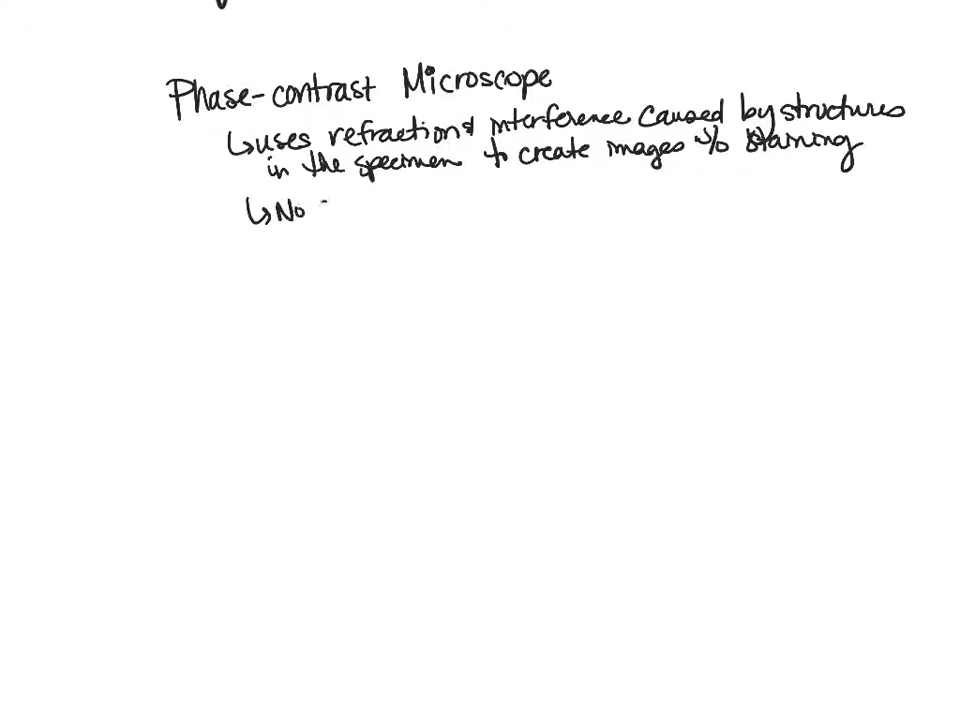 Phase-contrast Microscope
↳uses refraction & interference caused by structures
in the specimen to create images w/o staining
↳No